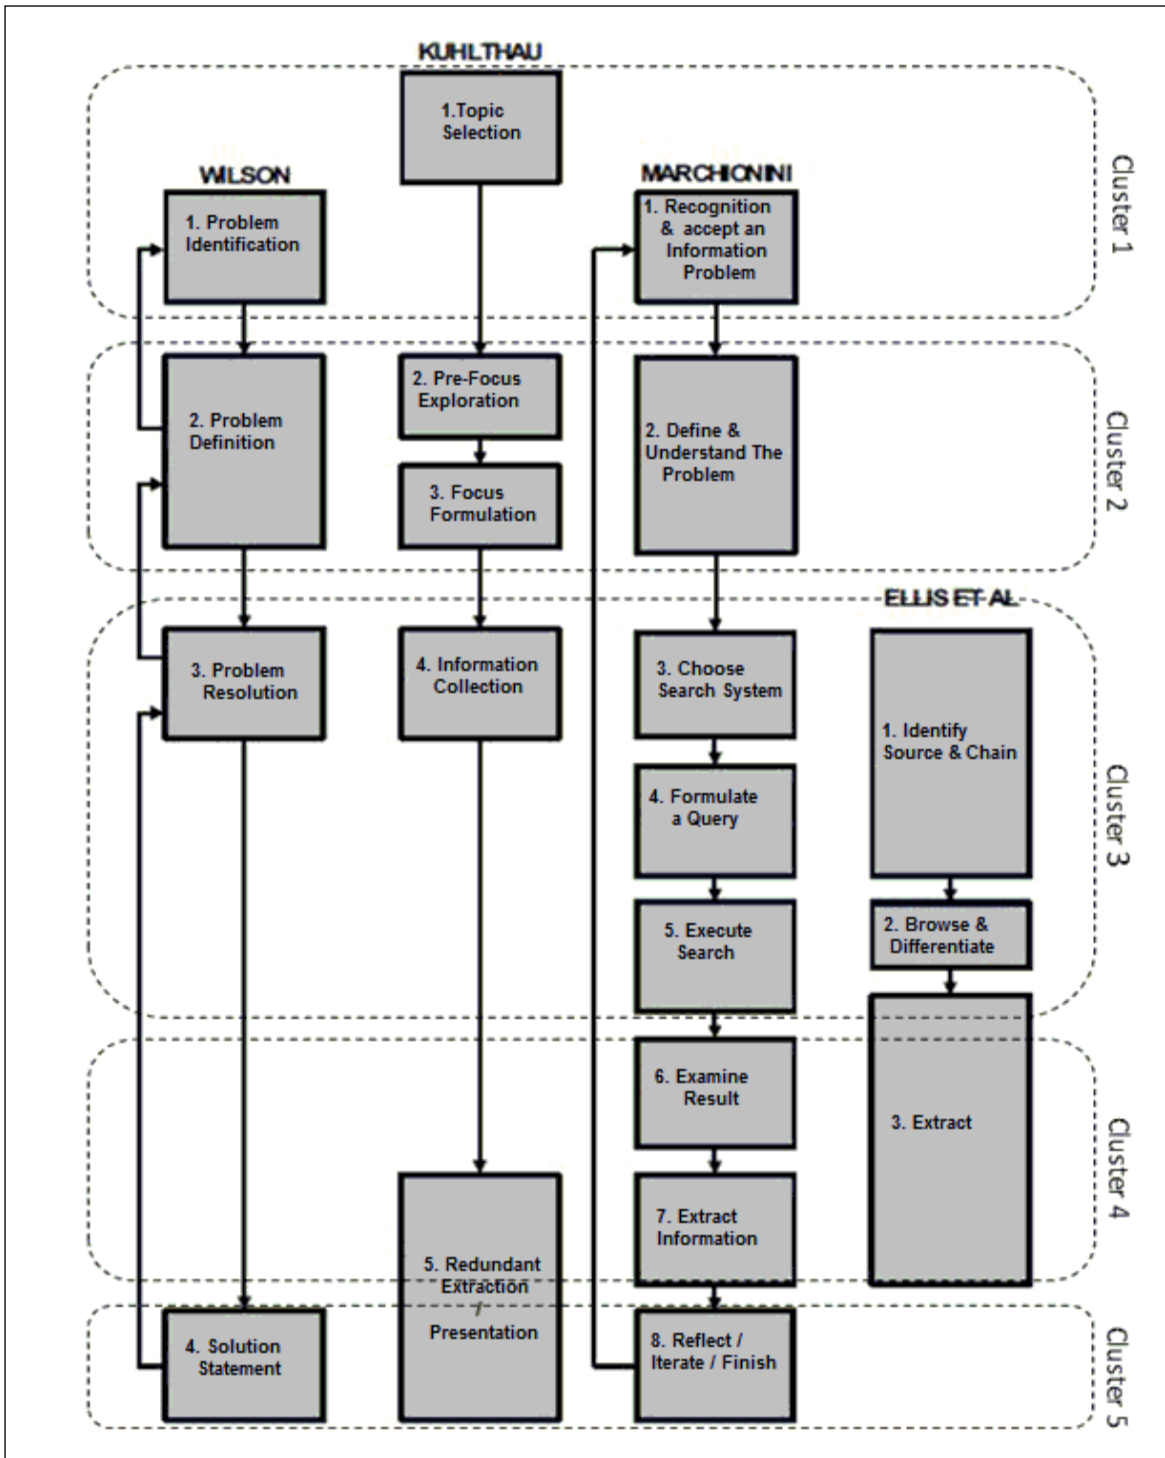 KUHLTHAU
1.Topic
Selection
WILSON
1. Problem
Identification
MARCHIONINI
1. Recognition
& accept an
Information
Problem
Cluster 1
2. Problem
Definition
2. Pre-Focus
Exploration
3. Focus
Formulation
2. Define &
Understand The
Problem
Cluster 2
ELLIS ET AL
3. Problem
Resolution
4. Information
Collection
3. Choose
Search System
4. Formulate
a Query
5. Execute
Search
1. Identify
Source & Chain
2. Browse &
Differentiate
Cluster 3
6. Examine
Result
7. Extract
Information
3. Extract
Cluster 4
5. Redundant
Extraction
/
Presentation
4. Solution
Statement
8. Reflect /
Iterate / Finish
Cluster 5